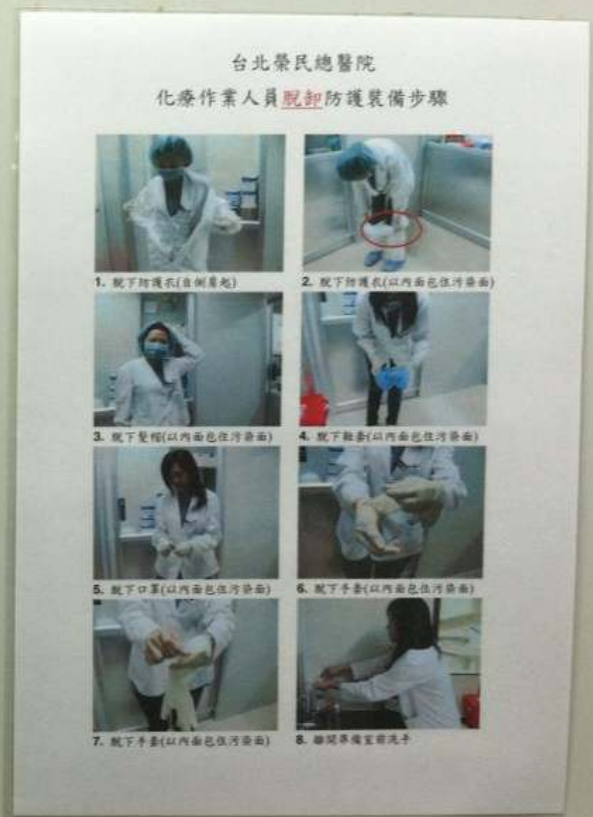 台北榮民總醫院
化療作業人員脫卸防護裝備步驟
1. 脫下防護衣(自側肩起)
2. 脫下防護衣(以內面包住污染面)
3. 脫下髮帽(以內面包住污染面)
4. 脫下鞋套(以內面包住污染面)
5. 脫下口罩(以內面包住污染面)
6. 脫下手套(以內面包住污染面)
7. 脫下手套(以內面包住污染面)
8. 離開準備室前洗手